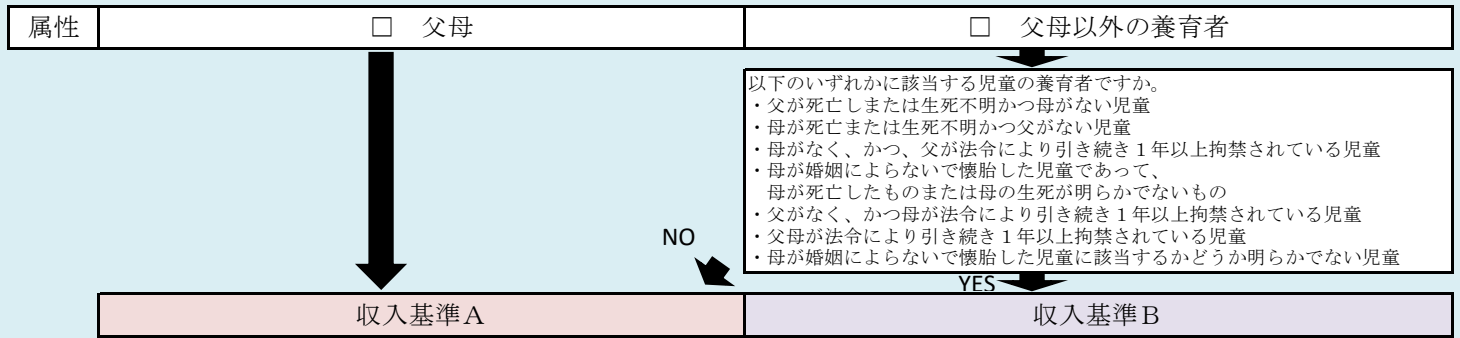 属性
□ 父母
□ 父母以外の養育者
以下のいずれかに該当する児童の養育者ですか。
・父が死亡しまたは生死不明かつ母がない児童
・母が死亡または生死不明かつ父がない児童
・母がなく、かつ、父が法令により引き続き１年以上拘禁されている児童
・母が婚姻によらないで懐胎した児童であって、
母が死亡したものまたは母の生死が明らかでないもの
・父がなく、かつ母が法令により引き続き１年以上拘禁されている児童
・父母が法令により引き続き１年以上拘禁されている児童
・母が婚姻によらないで懐胎した児童に該当するかどうか明らかでない児童
NO
YES
収入基準Ａ
収入基準Ｂ